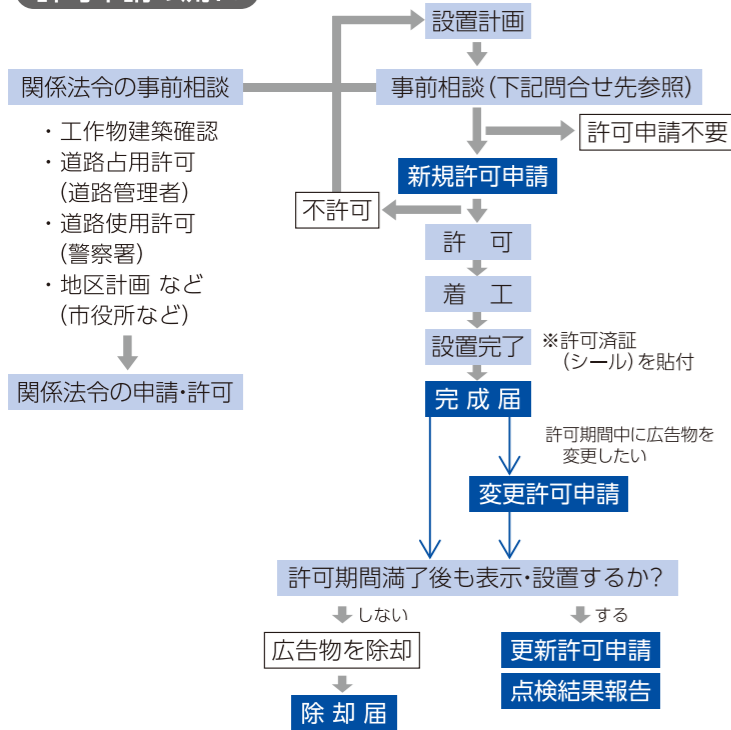 設置計画
関係法令の事前相談
事前相談(下記問合せ先参照)
・工作物建築確認
・道路占用許可
(道路管理者)
・道路使用許可
(警察署)
・地区計画 など
(市役所など)
関係法令の申請・許可
許可申請不要
新規許可申請
不許可
許 可
着 工
設置完了
※許可済証
(シール)を貼付
完成届
許可期間中に広告物を
変更したい
変更許可申請
許可期間満了後も表示・設置するか?
しない
する
広告物を除却
除却届
更新許可申請
点検結果報告